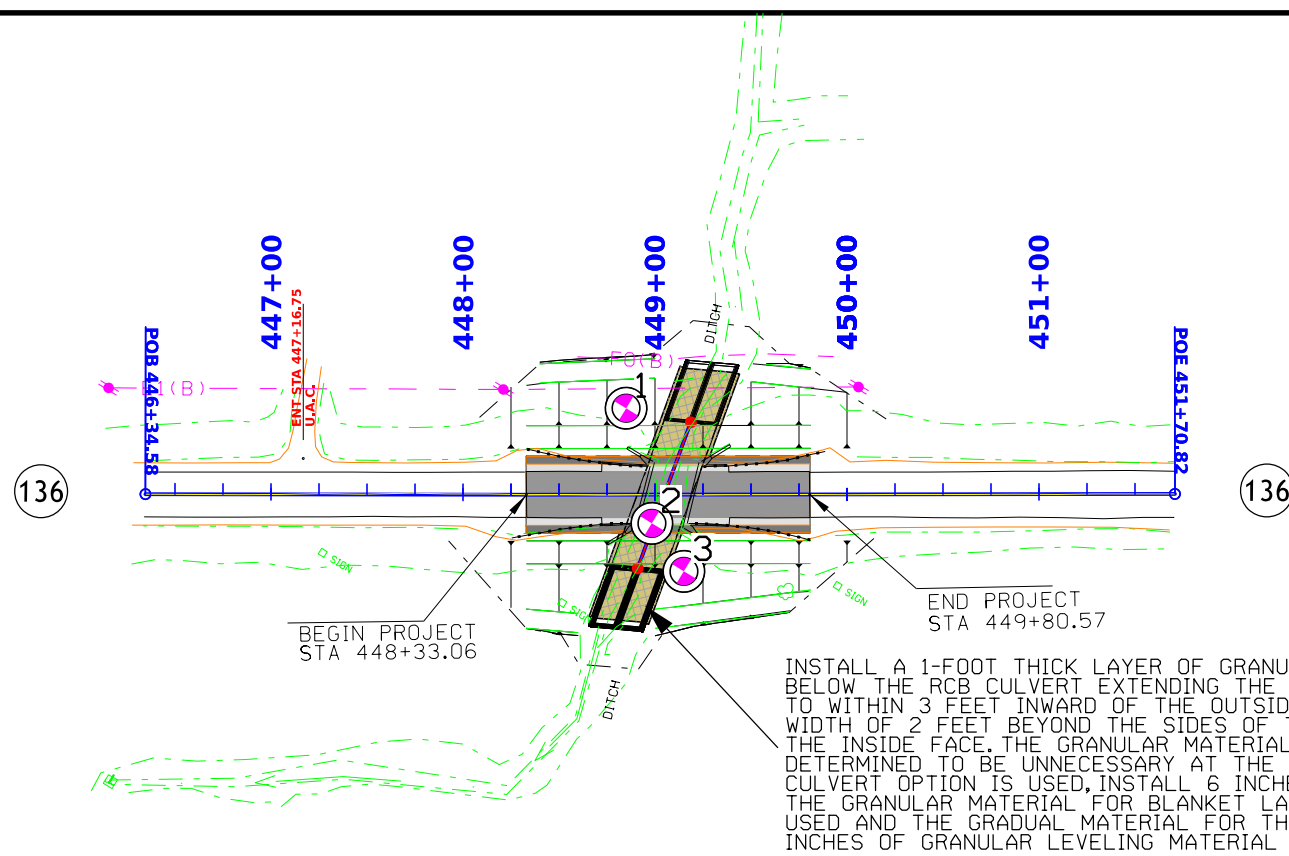 447+00
448+00
449+00
450+00
451+00
POB 446+34.58
ENT STA 447+16.75
U.A.C.
POE 451+70.82
DITCH
FO(B)
E1(B)
1
2
3
136
136
SIGN
SIGN
SIGN
DITCH
BEGIN PROJECT
STA 448+33.06
END PROJECT
STA 449+80.57
INSTALL A 1-FOOT THICK LAYER OF GRANU
BELOW THE RCB CULVERT EXTENDING THE
TO WITHIN 3 FEET INWARD OF THE OUTSID
WIDTH OF 2 FEET BEYOND THE SIDES OF T
THE INSIDE FACE. THE GRANULAR MATERIAL
DETERMINED TO BE UNNECESSARY AT THE
CULVERT OPTION IS USED, INSTALL 6 INCHE
THE GRANULAR MATERIAL FOR BLANKET LA
USED AND THE GRADUAL MATERIAL FOR TH
INCHES OF GRANULAR LEVELING MATERIAL